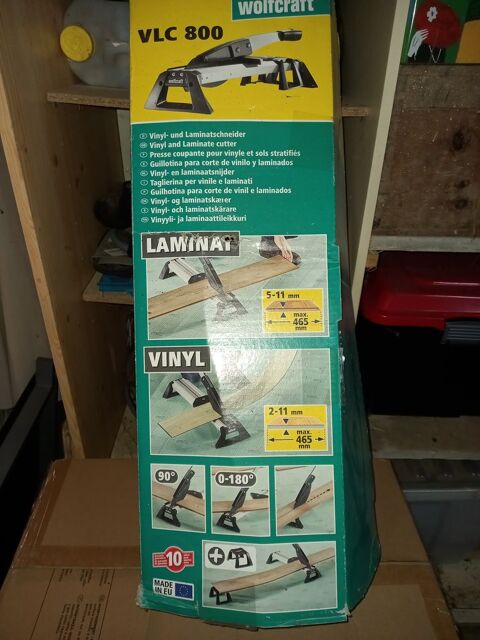 wolfcraft
VLC 800
wolfcraft
Vinyl- und Laminatschneider
Vinyl and Laminate cutter
Presse coupante pour vinyle et sols stratifiés
Guillotina para corte de vinilo y laminados
Vinyl- en laminaatsnijder
Taglierina per vinile e laminati
Guilhotina para corte de vinil e laminados
Vinyl- og laminatskærer
Vinyl- och laminatskärare
Vinyyli- ja laminaattileikkuri
LAMINAT
5-11 mm
max.
465
mm
VINYL
2-11 mm
max.
465
mm
90°
0-180°
10
MADE
IN EU